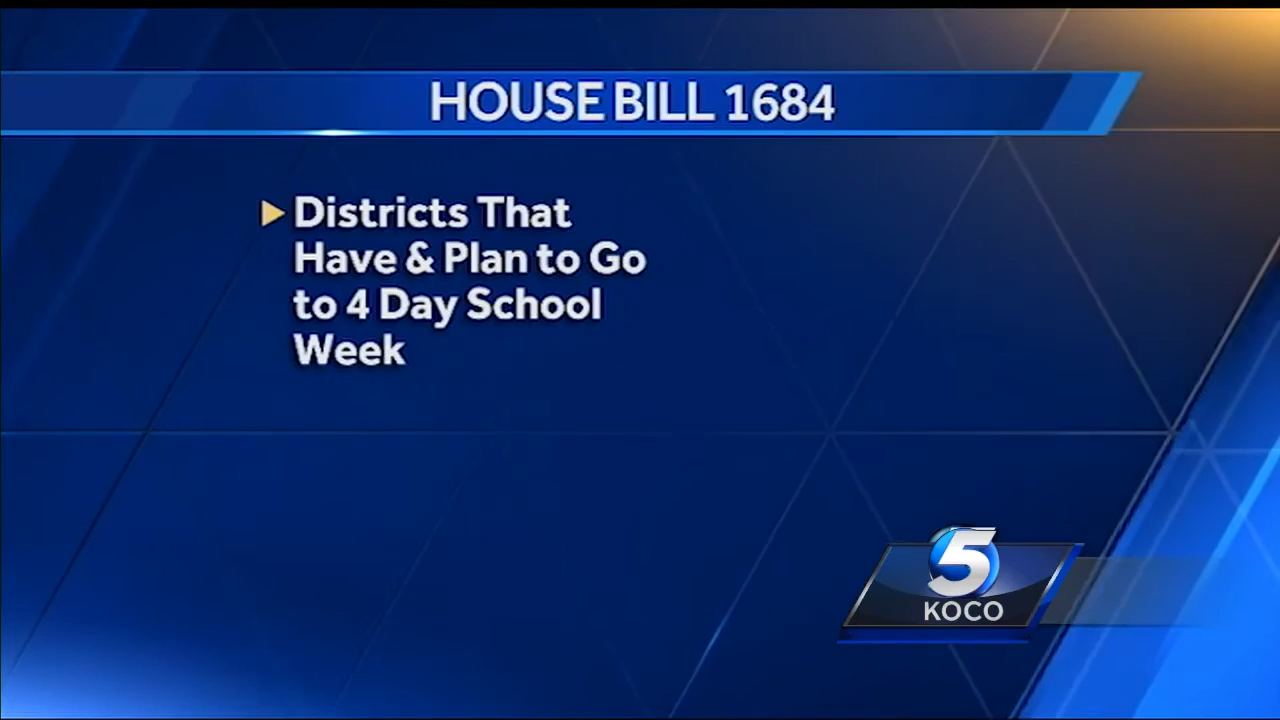 HOUSE BILL 1684
Districts That
Have & Plan to Go
to 4 Day School
Week
5
KOCO